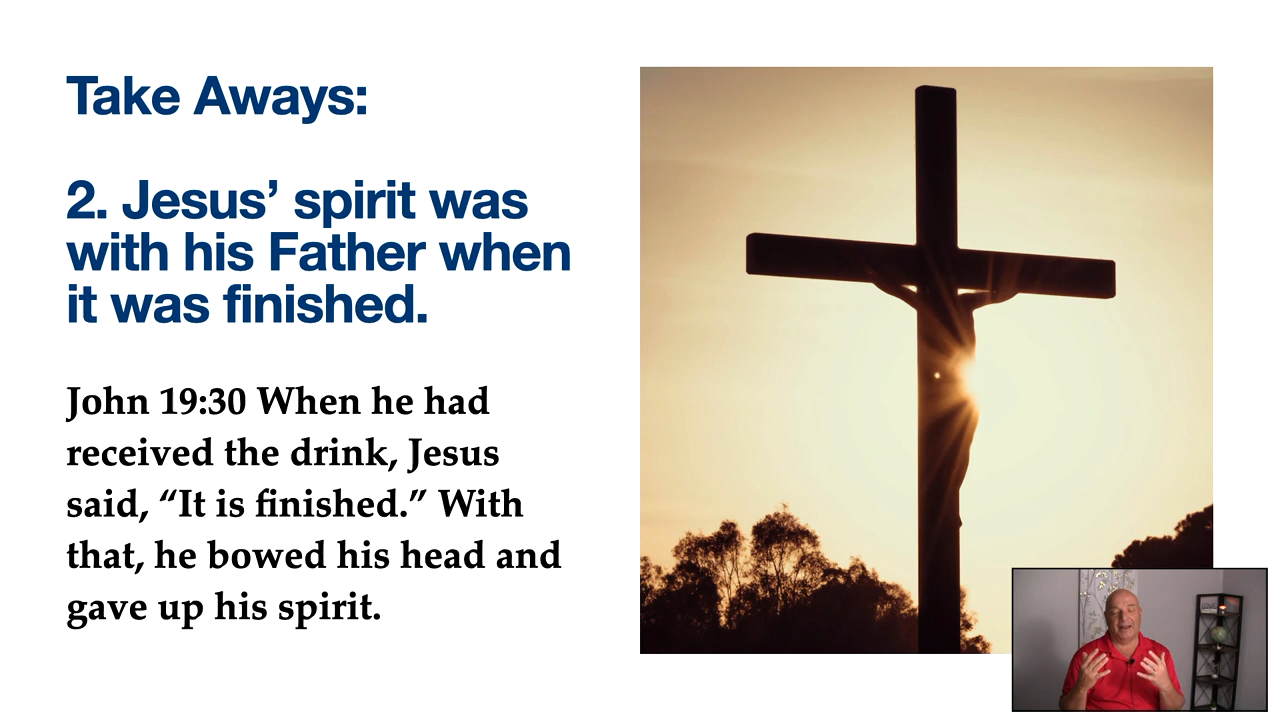 Take Aways:
2. Jesus’ spirit was
with his Father when
it was finished.
John 19:30 When he had
received the drink, Jesus
said, “It is finished.” With
that, he bowed his head and
gave up his spirit.